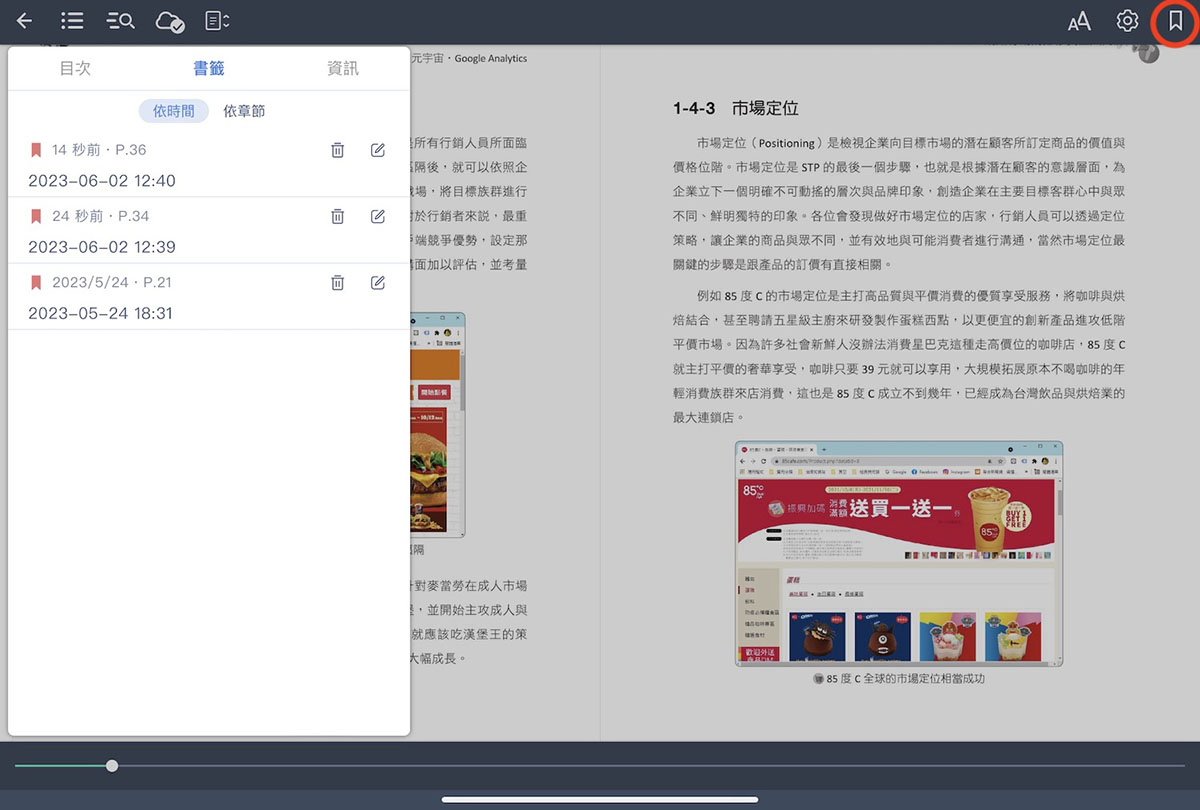 AA
目次
書籤
資訊
依時間
依章節
14 秒前・P.36
2023-06-02 12:40
24 秒前・P.34
2023-06-02 12:39
2023/5/24・P.21
2023-05-24 18:31
元宇宙・Google Analytics
是所有行銷人員所面臨
區隔後，就可以依照企
戰場，將目標族群進行
對於行銷者來說，最重
戶端競爭優勢，設定那
面加以評估，並考量
開始點餐
隔
計對麥當勞在成人市場
，並開始主攻成人與
就應該吃漢堡王的策
大幅成長。
1-4-3 市場定位
市場定位（Positioning）是檢視企業向目標市場的潛在顧客所訂定商品的價值與
價格位階。市場定位是 STP 的最後一個步驟，也就是根據潛在顧客的意識層面，為
企業立下一個明確不可動搖的層次與品牌印象，創造企業在主要目標客群心中與眾
不同、鮮明獨特的印象。各位會發現做好市場定位的店家，行銷人員可以透過定位
策略，讓企業的商品與眾不同，並有效地與可能消費者進行溝通，當然市場定位最
關鍵的步驟是跟產品的訂價有直接相關。
例如 85 度 C 的市場定位是主打高品質與平價消費的優質享受服務，將咖啡與烘
焙結合，甚至聘請五星級主廚來研發製作蛋糕西點，以更便宜的創新產品進攻低階
平價市場。因為許多社會新鮮人沒辦法消費星巴克這種走高價位的咖啡店，85 度 C
就主打平價的奢華享受，咖啡只要 39 元就可以享用，大規模拓展原本不喝咖啡的年
輕消費族群來店消費，這也是 85 度 C 成立不到幾年，已經成為台灣飲品與烘焙業的
最大連鎖店。
Google
Facebook
Instagram
85°C
振興加碼 消費滿額 送買一送一券
BUY 1 GET 1 FREE
85°C
蛋糕
歡迎外送
85 度 C 全球的市場定位相當成功